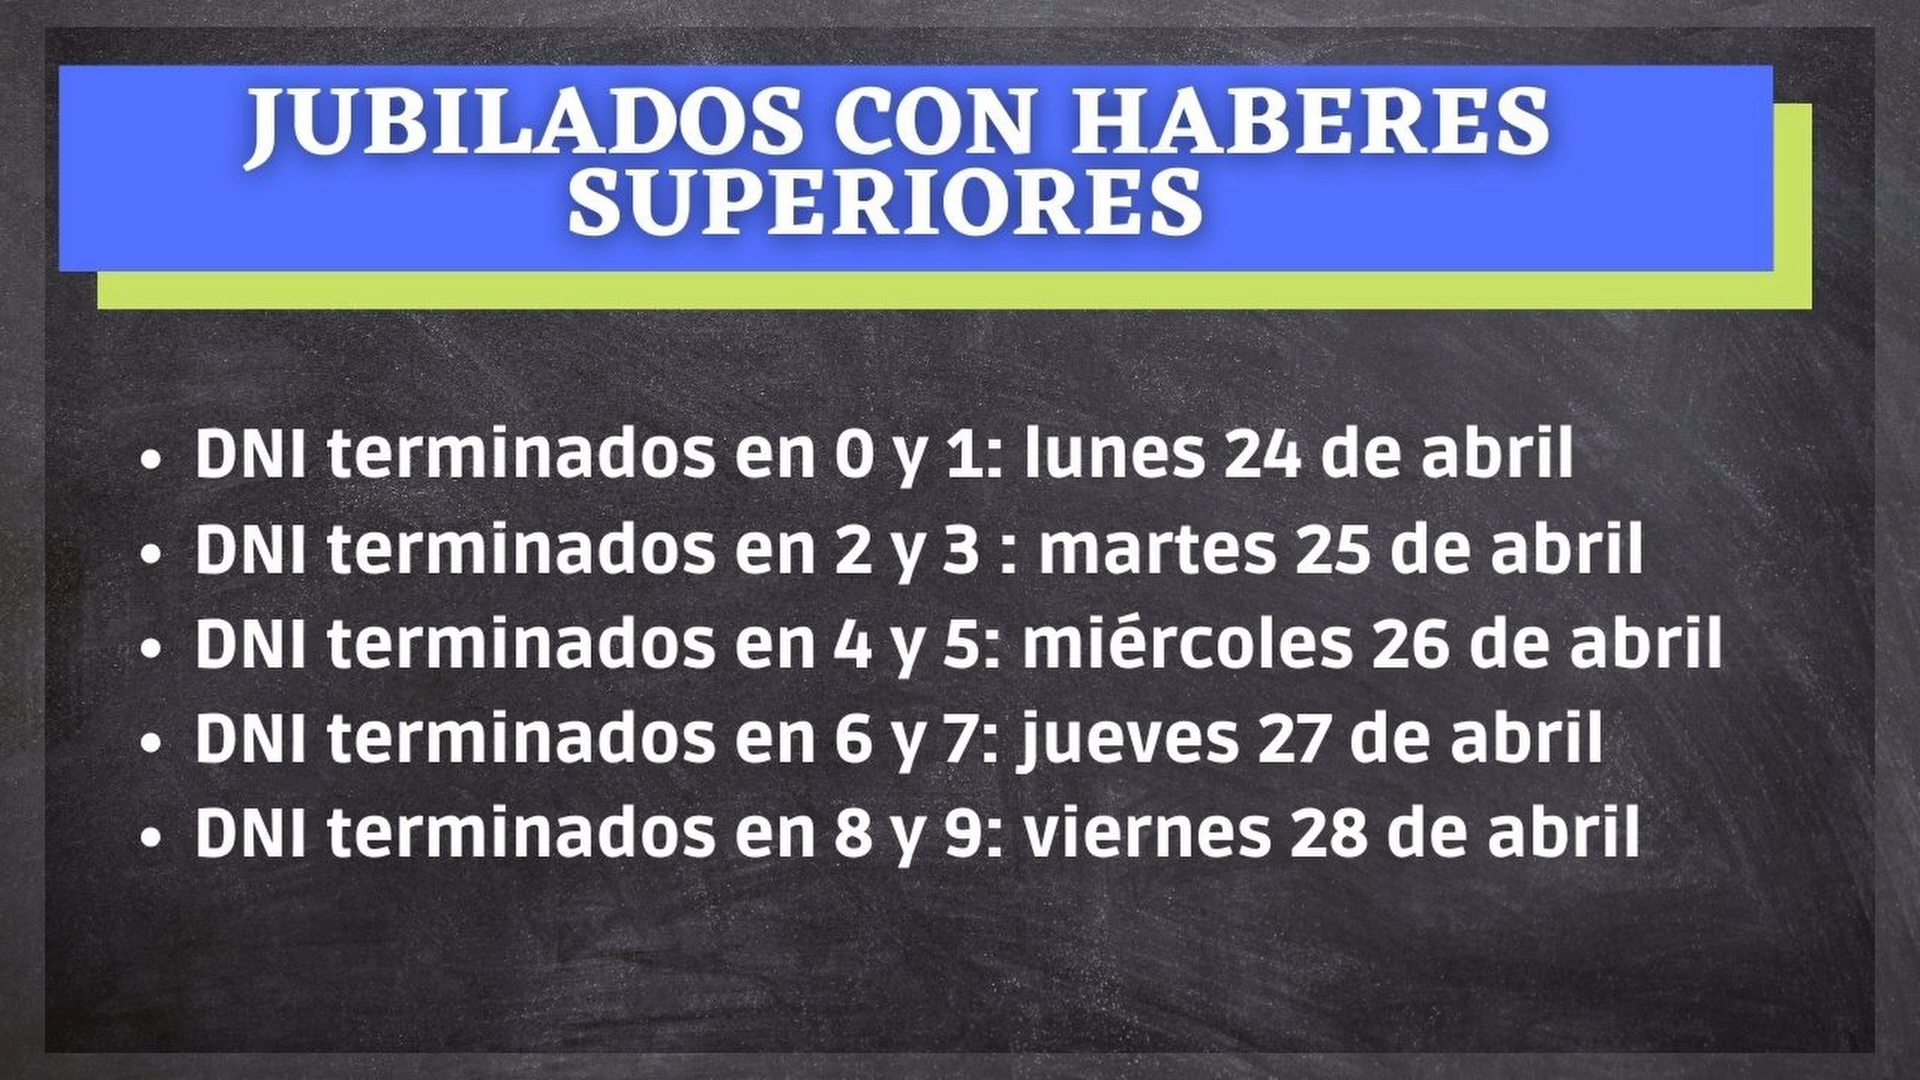 JUBILADOS CON HABERES
SUPERIORES
• DNI terminados en 0 y 1: lunes 24 de abril
• DNI terminados en 2 y 3 : martes 25 de abril
• DNI terminados en 4 y 5: miércoles 26 de abril
• DNI terminados en 6 y 7: jueves 27 de abril
• DNI terminados en 8 y 9: viernes 28 de abril